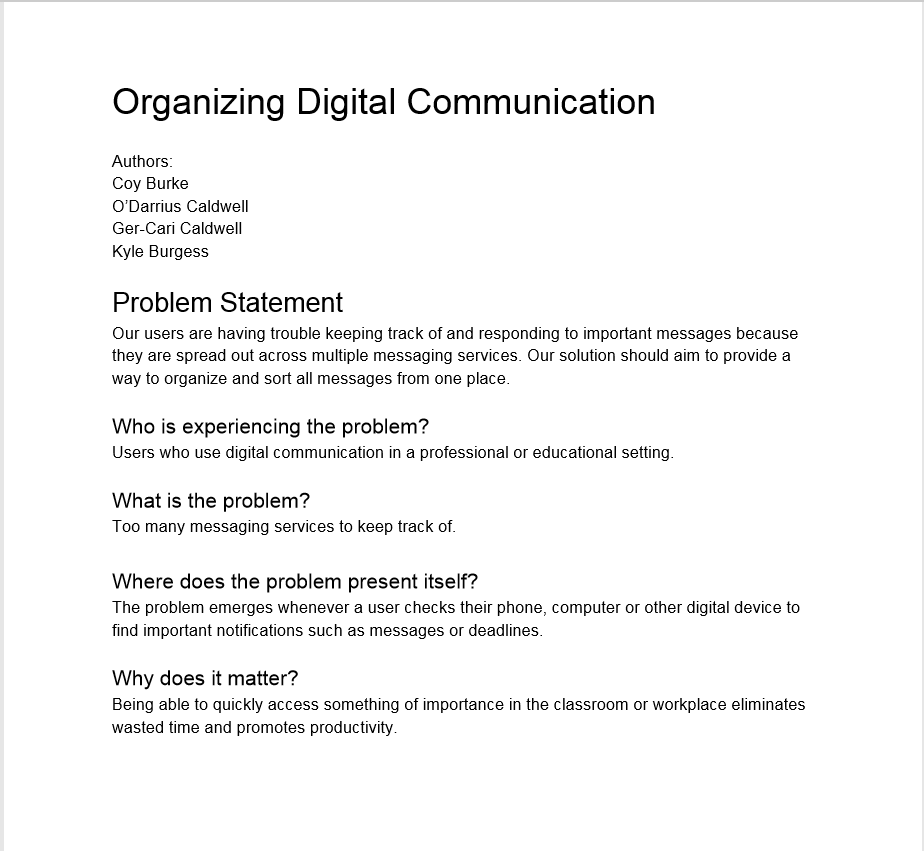 Organizing Digital Communication
Authors:
Coy Burke
O’Darrius Caldwell
Ger-Cari Caldwell
Kyle Burgess
Problem Statement
Our users are having trouble keeping track of and responding to important messages because
they are spread out across multiple messaging services. Our solution should aim to provide a
way to organize and sort all messages from one place.
Who is experiencing the problem?
Users who use digital communication in a professional or educational setting.
What is the problem?
Too many messaging services to keep track of.
Where does the problem present itself?
The problem emerges whenever a user checks their phone, computer or other digital device to
find important notifications such as messages or deadlines.
Why does it matter?
Being able to quickly access something of importance in the classroom or workplace eliminates
wasted time and promotes productivity.